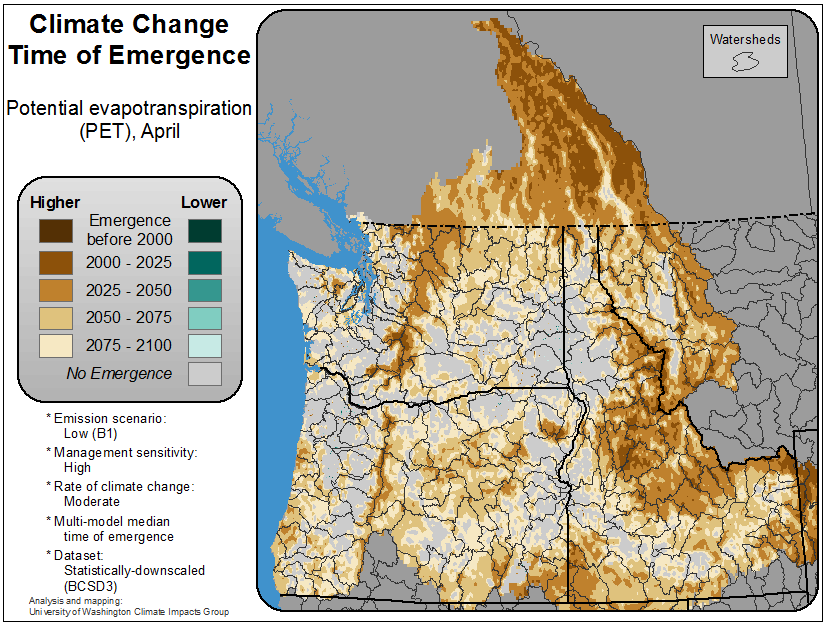 Climate Change
Time of Emergence
Potential evapotranspiration
(PET), April
Higher
Lower
Emergence
before 2000
2000 - 2025
2025 - 2050
2050 - 2075
2075 - 2100
No Emergence
* Emission scenario:
Low (B1)
* Management sensitivity:
High
* Rate of climate change:
Moderate
* Multi-model median
time of emergence
* Dataset:
Statistically-downscaled
(BCSD3)
Analysis and mapping:
University of Washington Climate Impacts Group
Watersheds